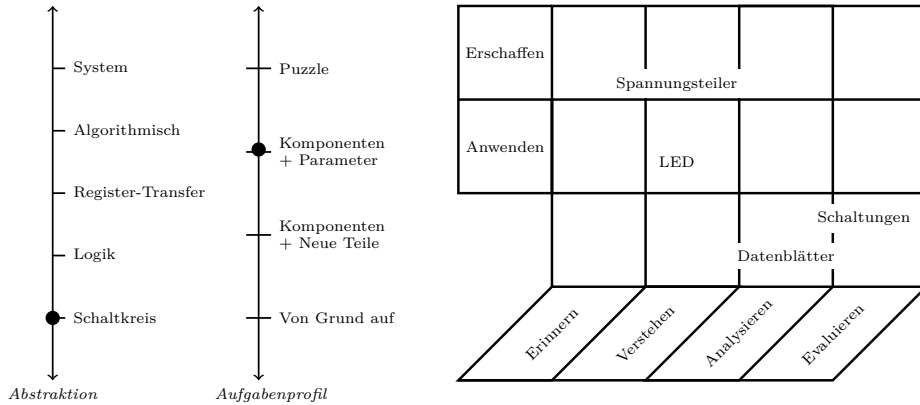 System
Algorithmisch
Register-Transfer
Logik
Schaltkreis
Abstraktion
Puzzle
Komponenten
+ Parameter
Komponenten
+ Neue Teile
Von Grund auf
Aufgabenprofil
Erschaffen
Spannungsteiler
Anwenden
LED
Schaltungen
Datenblätter
Erinnern
Verstehen
Analysieren
Evaluieren